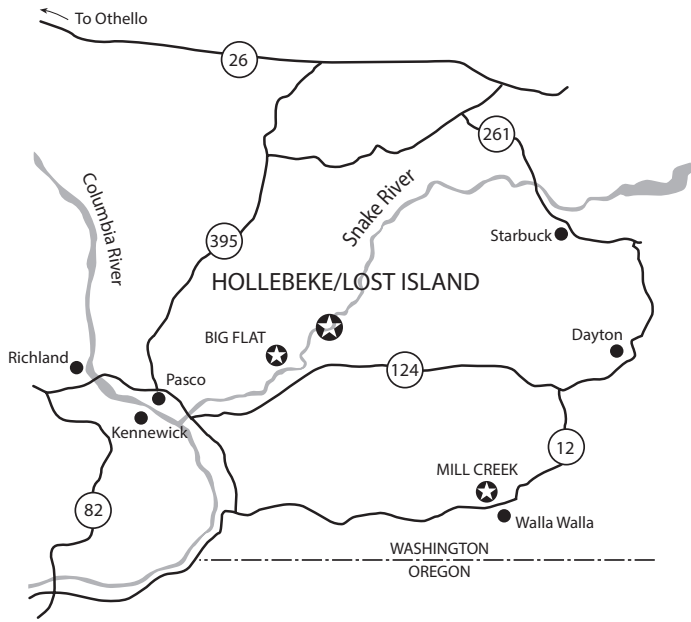 To Othello
26
261
Columbia River
Snake River
395
Starbuck
HOLLEBEKE/LOST ISLAND
BIG FLAT
Dayton
Richland
124
Pasco
Kennewick
12
MILL CREEK
82
Walla Walla
WASHINGTON
OREGON